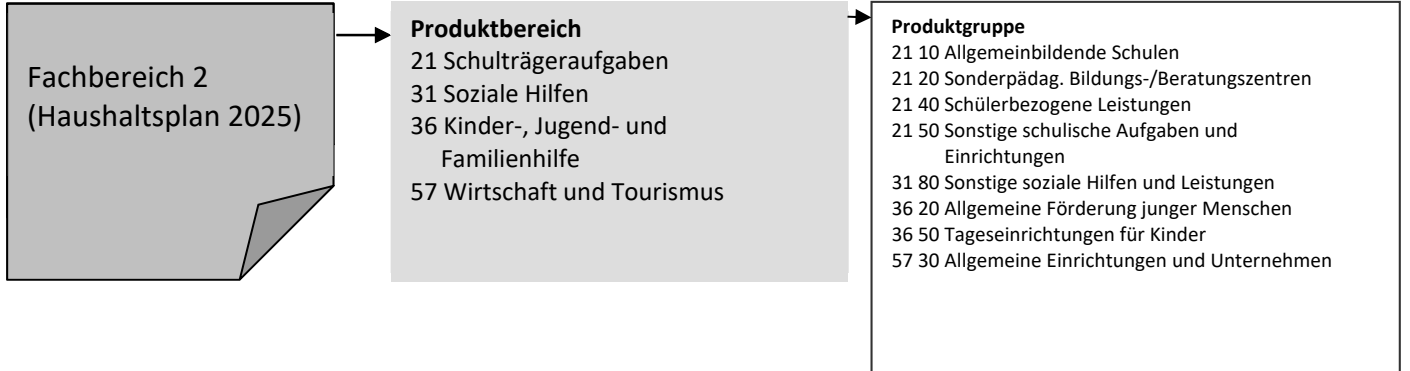 Fachbereich 2
(Haushaltsplan 2025)
Produktbereich
21 Schulträgeraufgaben
31 Soziale Hilfen
36 Kinder-, Jugend- und
Familienhilfe
57 Wirtschaft und Tourismus
Produktgruppe
21 10 Allgemeinbildende Schulen
21 20 Sonderpädag. Bildungs-/Beratungszentren
21 40 Schülerbezogene Leistungen
21 50 Sonstige schulische Aufgaben und
Einrichtungen
31 80 Sonstige soziale Hilfen und Leistungen
36 20 Allgemeine Förderung junger Menschen
36 50 Tageseinrichtungen für Kinder
57 30 Allgemeine Einrichtungen und Unternehmen